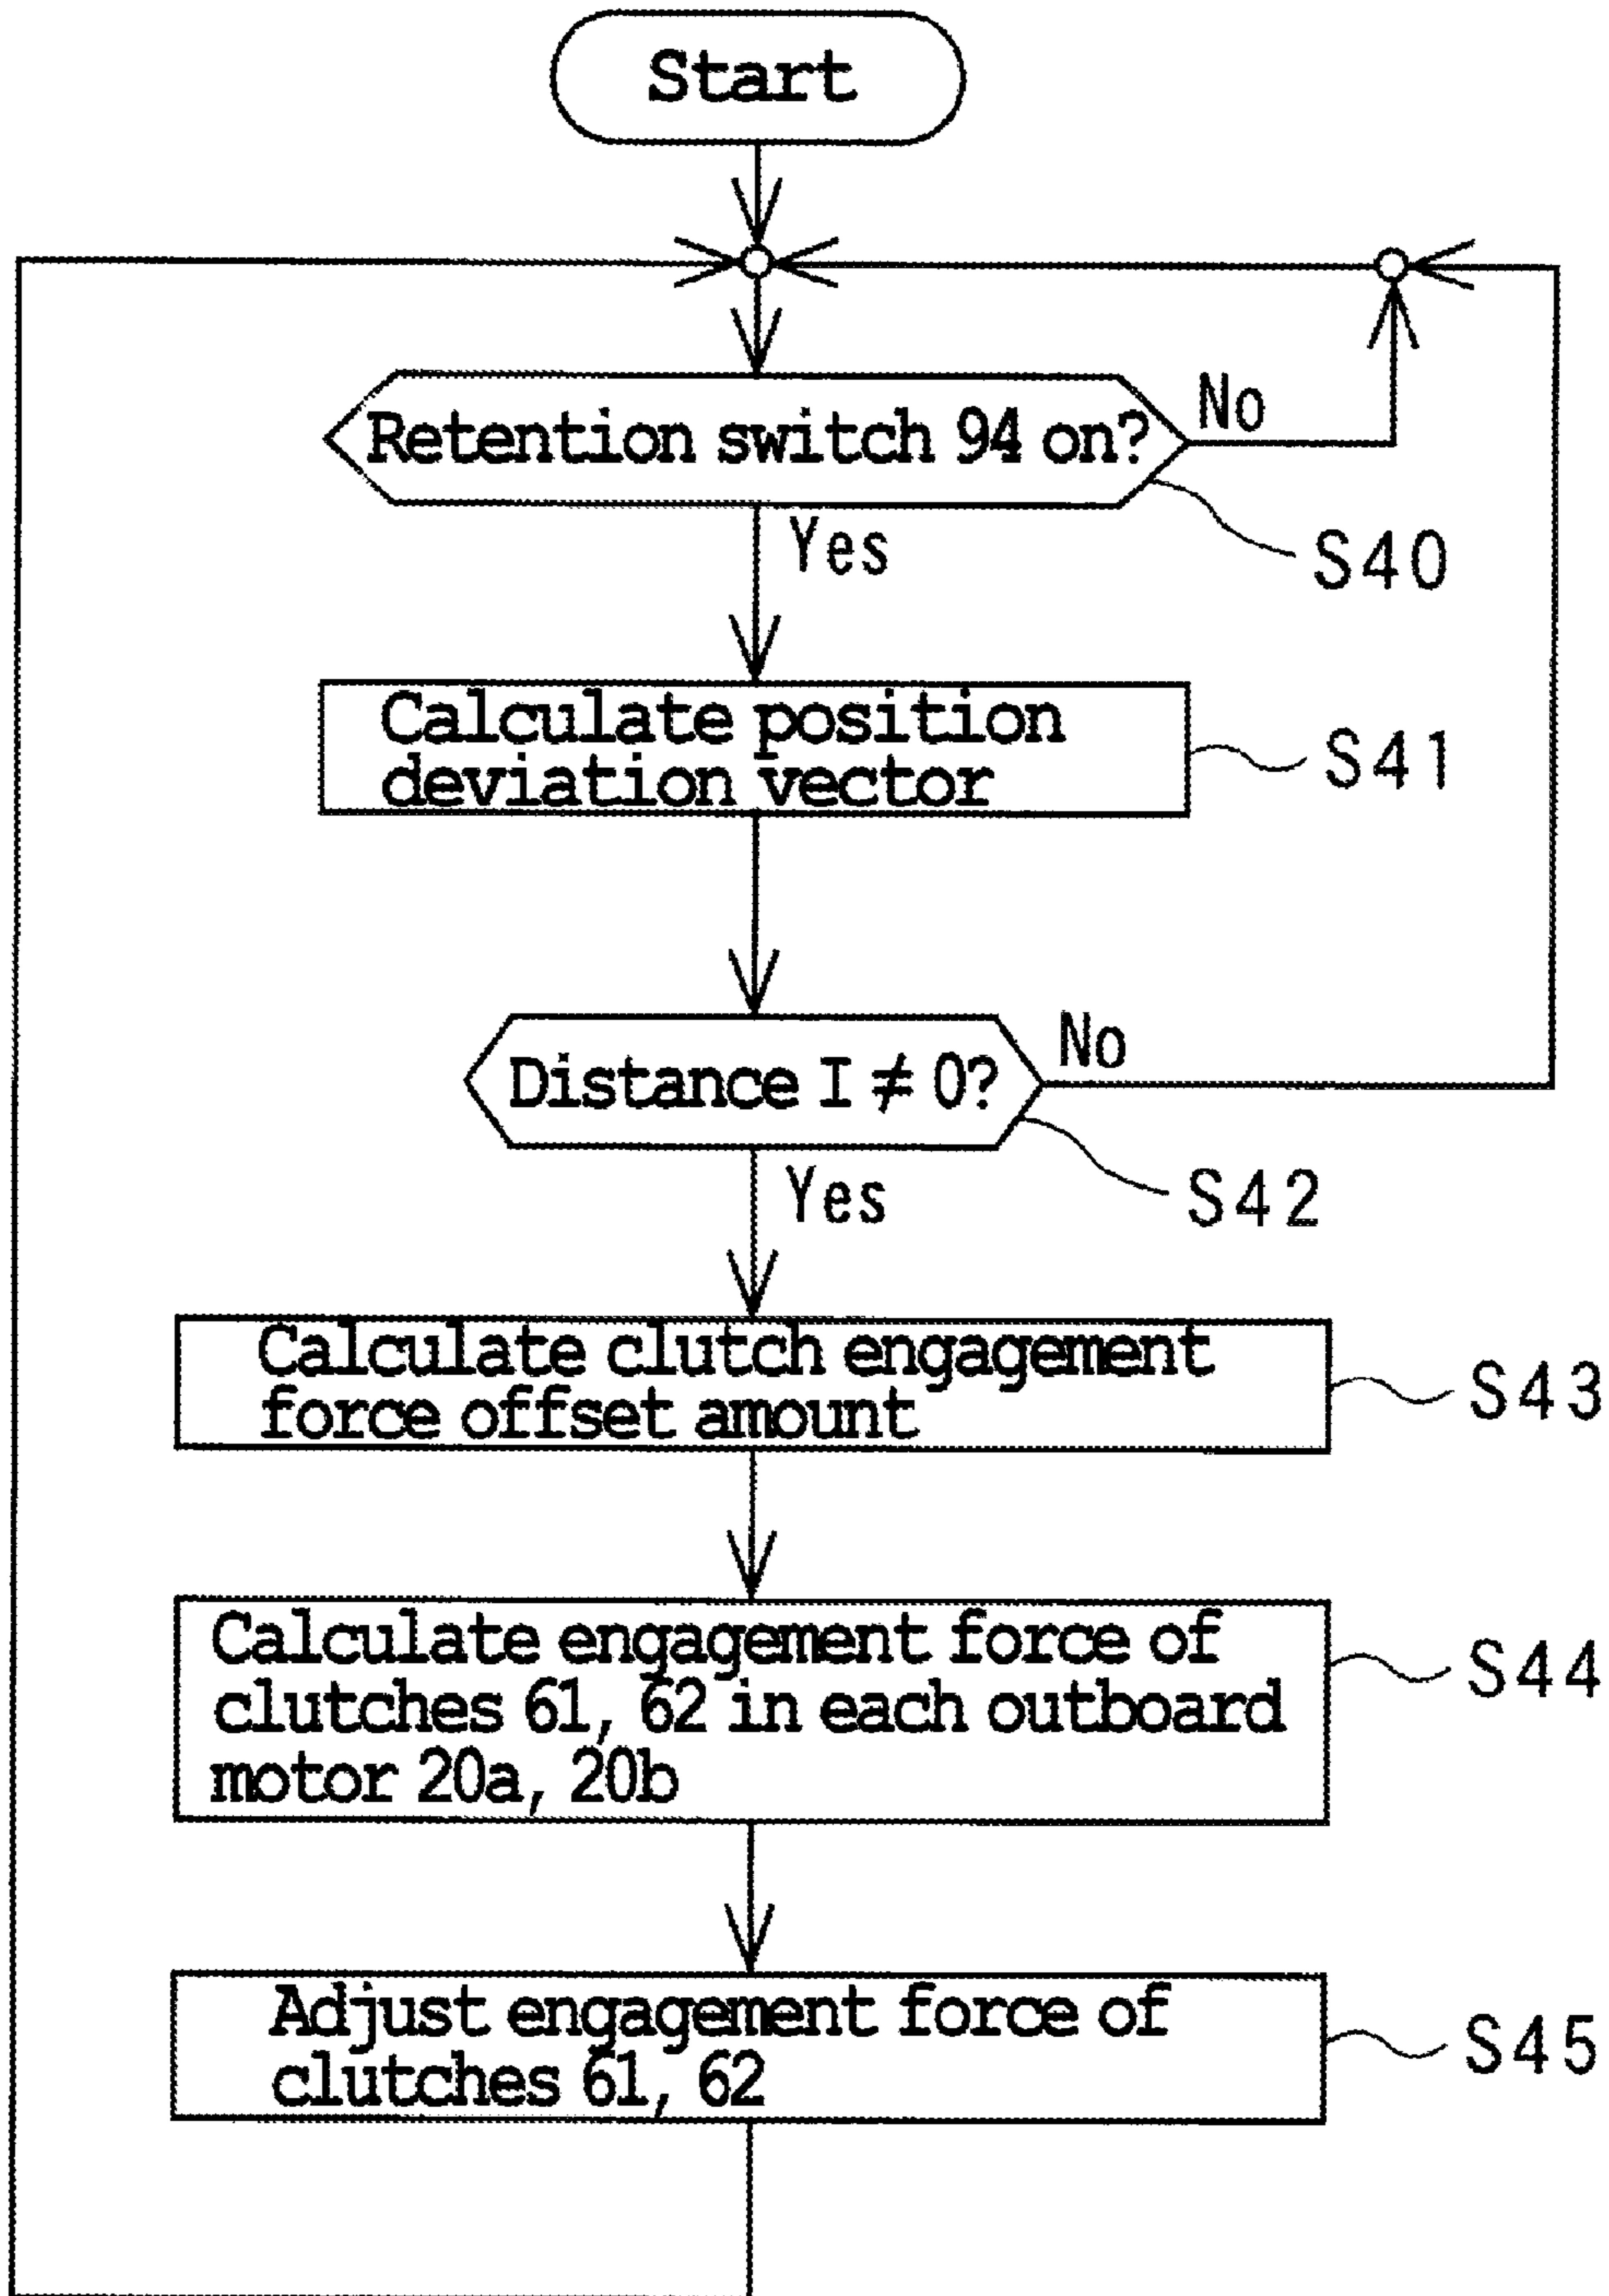 Start
Retention switch 94 on?
No
Yes
S40
Calculate position
deviation vector
S41
Distance I ≠ 0?
No
Yes
S42
Calculate clutch engagement
force offset amount
S43
Calculate engagement force of
clutches 61, 62 in each outboard
motor 20a, 20b
S44
Adjust engagement force of
clutches 61, 62
S45